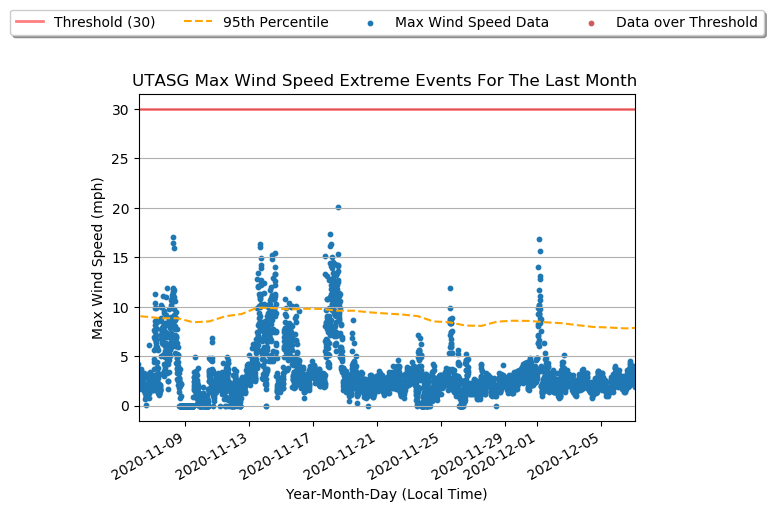 Threshold (30) 95th Percentile Max Wind Speed Data Data over Threshold
UTASG Max Wind Speed Extreme Events For The Last Month
30
25
20
15
10
5
0
Max Wind Speed (mph)
2020-11-09 2020-11-13 2020-11-17 2020-11-21 2020-11-25 2020-11-29 2020-12-01 2020-12-05
Year-Month-Day (Local Time)